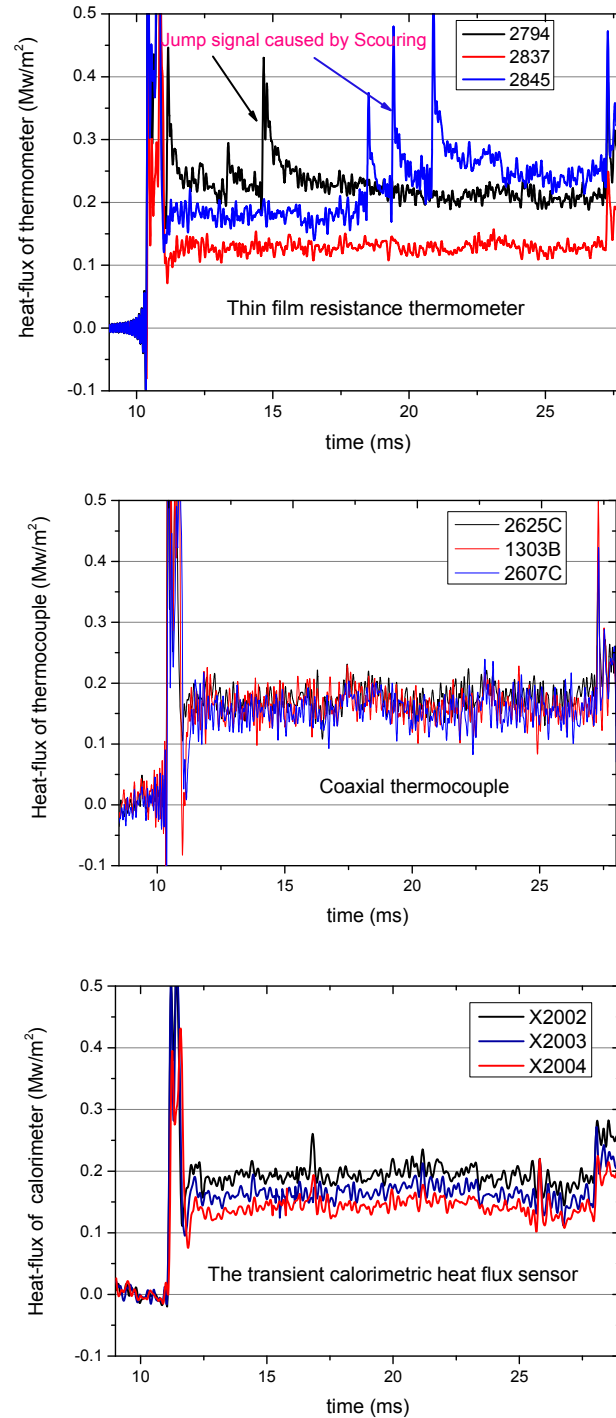 0.5
0.4
0.3
0.2
0.1
0.0
-0.1
heat-flux of thermometer (Mw/m²)
Jump signal caused by Scouring
2794
2837
2845
Thin film resistance thermometer
10 15 20 25
time (ms)
0.5
0.4
0.3
0.2
0.1
0.0
-0.1
Heat-flux of thermocouple (Mw/m²)
2625C
1303B
2607C
Coaxial thermocouple
10 15 20 25
time (ms)
0.5
0.4
0.3
0.2
0.1
0.0
-0.1
Heat-flux of calorimeter (Mw/m²)
X2002
X2003
X2004
The transient calorimetric heat flux sensor
10 15 20 25
time (ms)